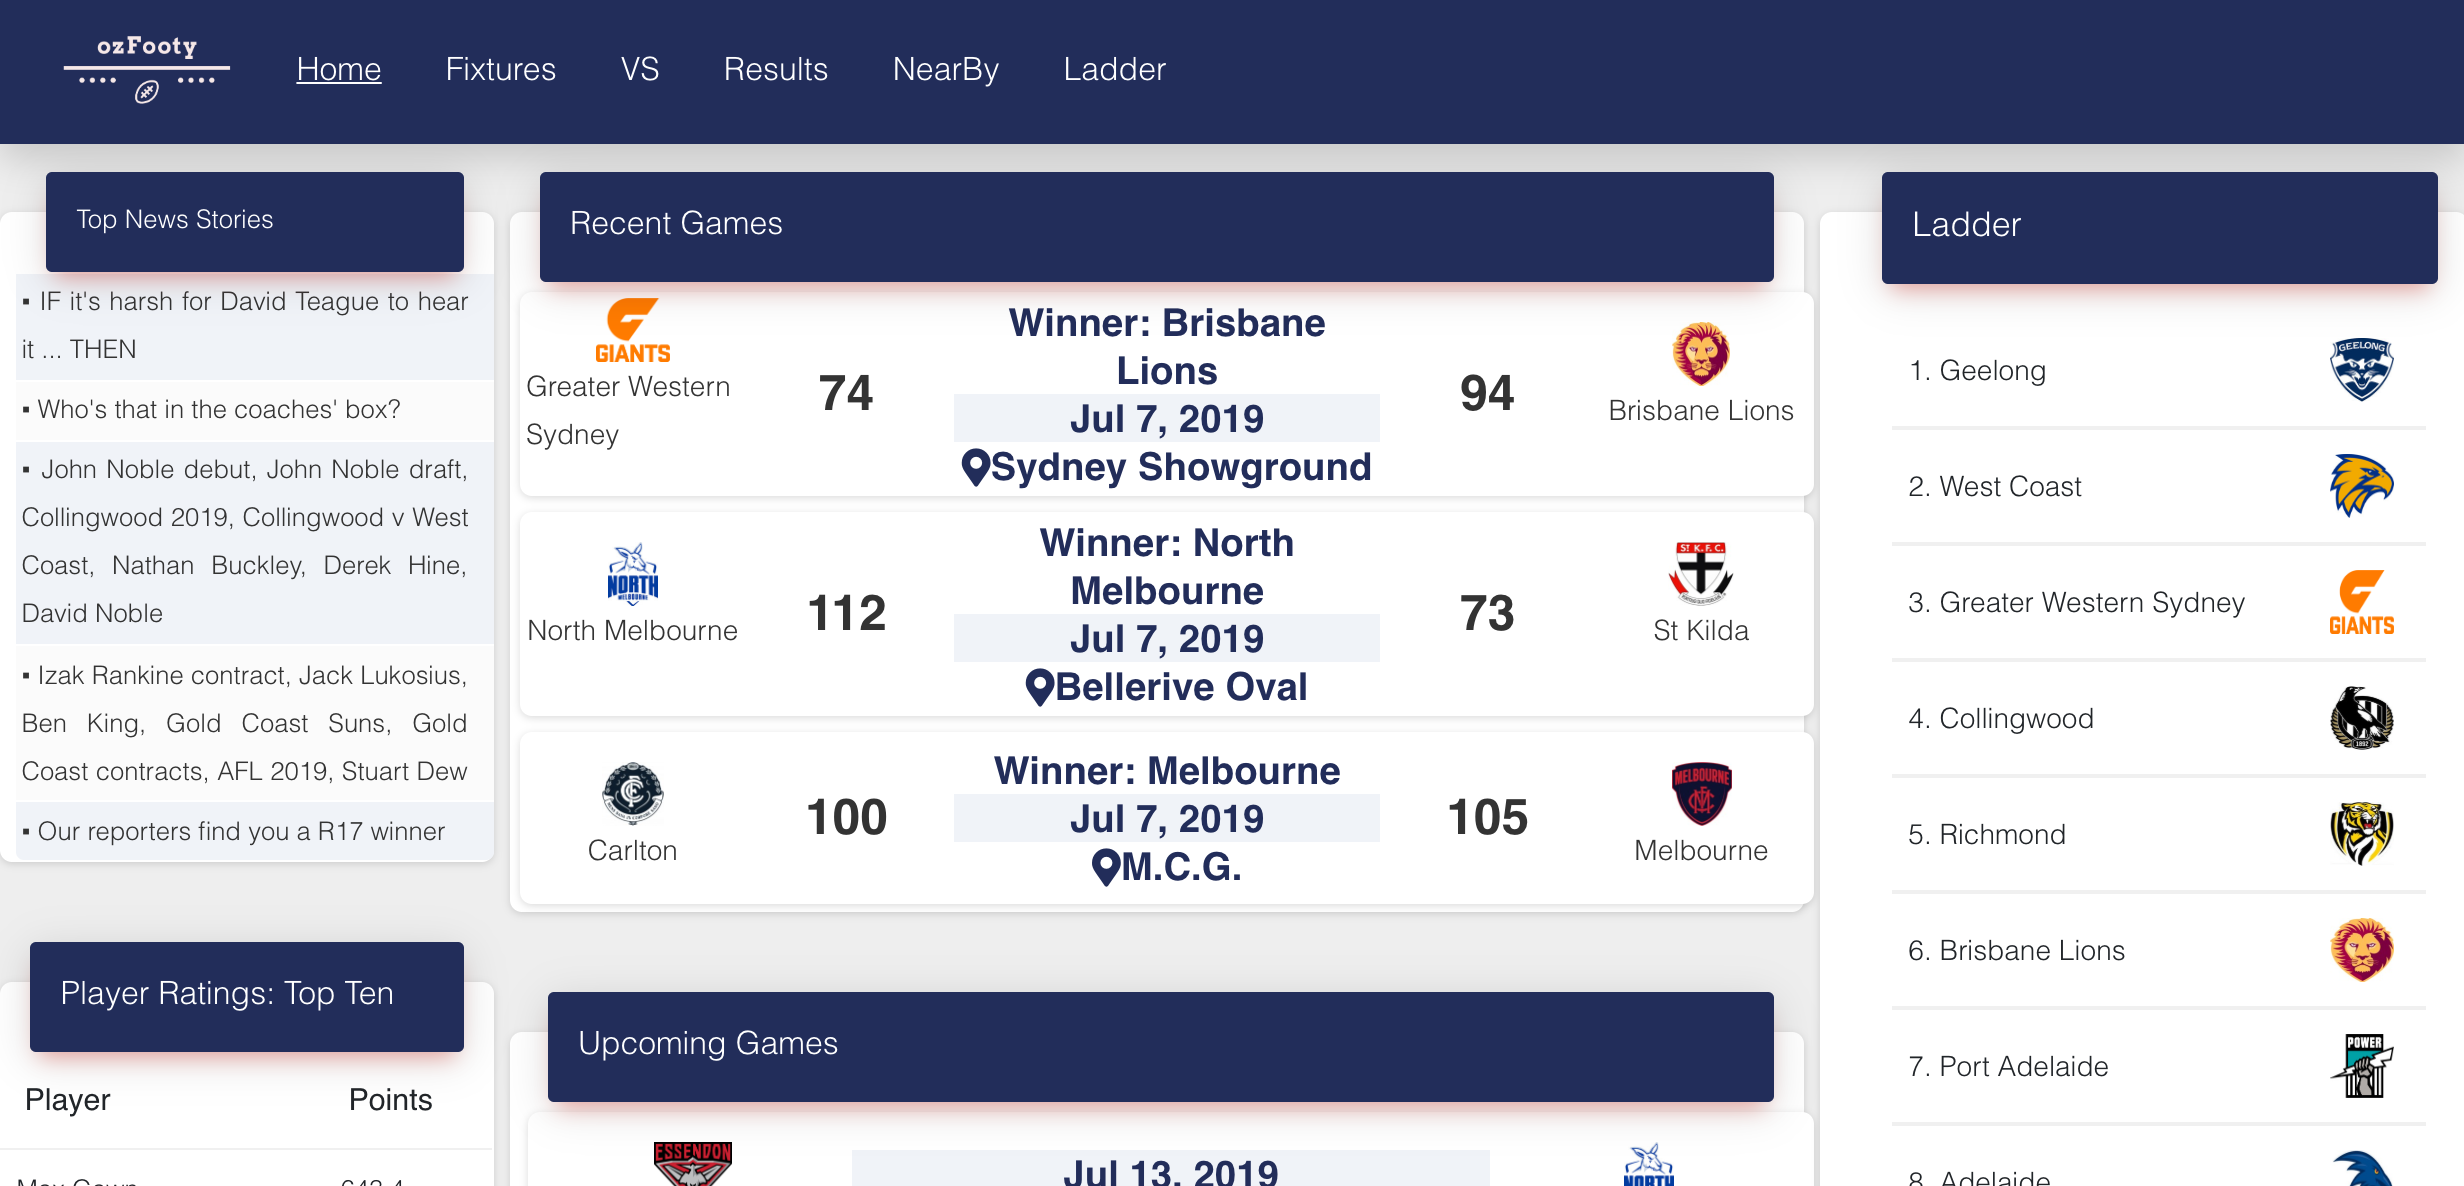 ozFooty
Home
Fixtures
VS
Results
NearBy
Ladder
Top News Stories
▪ IF it's harsh for David Teague to hear
it ... THEN
▪ Who's that in the coaches' box?
▪ John Noble debut, John Noble draft,
Collingwood 2019, Collingwood v West
Coast, Nathan Buckley, Derek Hine,
David Noble
▪ Izak Rankine contract, Jack Lukosius,
Ben King, Gold Coast Suns, Gold
Coast contracts, AFL 2019, Stuart Dew
▪ Our reporters find you a R17 winner
Player Ratings: Top Ten
Player
Points
Recent Games
GIANTS
Greater Western
Sydney
74
Winner: Brisbane
Lions
Jul 7, 2019
Sydney Showground
94
Brisbane Lions
NORTH
MELBOURNE
North Melbourne
112
Winner: North
Melbourne
Jul 7, 2019
Bellerive Oval
73
ST K.F.C.
St Kilda
Carlton
100
Winner: Melbourne
Jul 7, 2019
M.C.G.
105
MELBOURNE
Melbourne
Upcoming Games
ESSENDON
Jul 13, 2019
NORTH
Ladder
1. Geelong
GEELONG
2. West Coast
3. Greater Western Sydney
GIANTS
4. Collingwood
1892
5. Richmond
6. Brisbane Lions
7. Port Adelaide
POWER
8. Adelaide